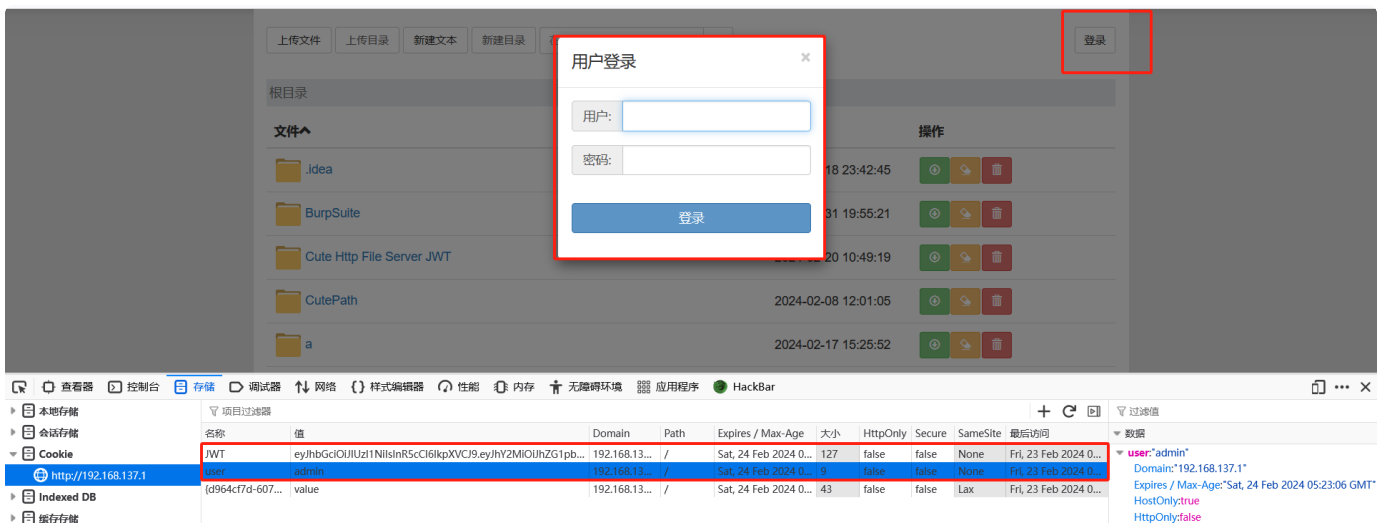 上传文件 上传目录 新建文本 新建目录 登录
用户登录 ×
根目录
用户:
文件 操作
密码:
.idea 18 23:42:45
登录
BurpSuite 31 19:55:21
Cute Http File Server JWT 20 10:49:19
CutePath 2024-02-08 12:01:05
a 2024-02-17 15:25:52
查看器 控制台 存储 调试器 网络 {} 样式编辑器 性能 内存 无障碍环境 应用程序 HackBar
本地存储 项目过滤器 过滤值
会话存储 名称 值 Domain Path Expires / Max-Age 大小 HttpOnly Secure SameSite 最后访问 数据
Cookie JWT eyJhbGciOiJIUzI1NiIsInR5cCI6IkpXVCJ9.eyJhY2MiOiJhZG1pb... 192.168.13... / Sat, 24 Feb 2024 0... 127 false false None Fri, 23 Feb 2024 0... user:"admin"
http://192.168.137.1 user admin 192.168.13... / Sat, 24 Feb 2024 0... 9 false false None Fri, 23 Feb 2024 0... Domain:"192.168.137.1"
Indexed DB {d964cf7d-607... value 192.168.13... / Sat, 24 Feb 2024 0... 43 false false Lax Fri, 23 Feb 2024 0... Expires / Max-Age:"Sat, 24 Feb 2024 05:23:06 GMT"
HostOnly:true
缓存存储 HttpOnly:false